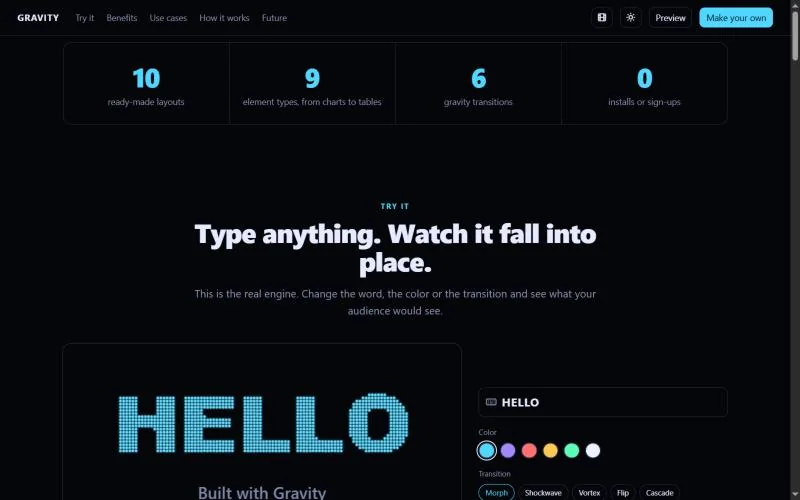 GRAVITY Try it Benefits Use cases How it works Future Preview Make your own
10 9 6 0
ready-made layouts element types, from charts to tables gravity transitions installs or sign-ups
TRY IT
Type anything. Watch it fall into
place.
This is the real engine. Change the word, the color or the transition and see what your
audience would see.
HELLO
Built with Gravity
HELLO
Color
Transition
Morph Shockwave Vortex Flip Cascade